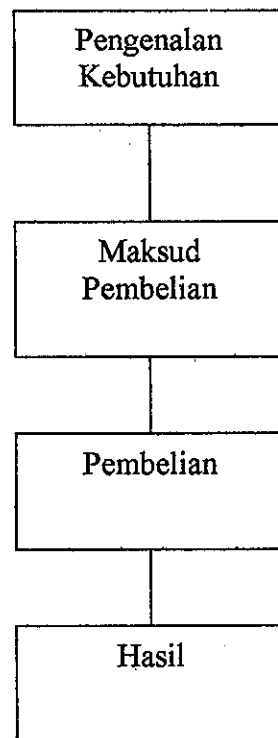 Pengenalan
Kebutuhan
Maksud
Pembelian
Pembelian
Hasil